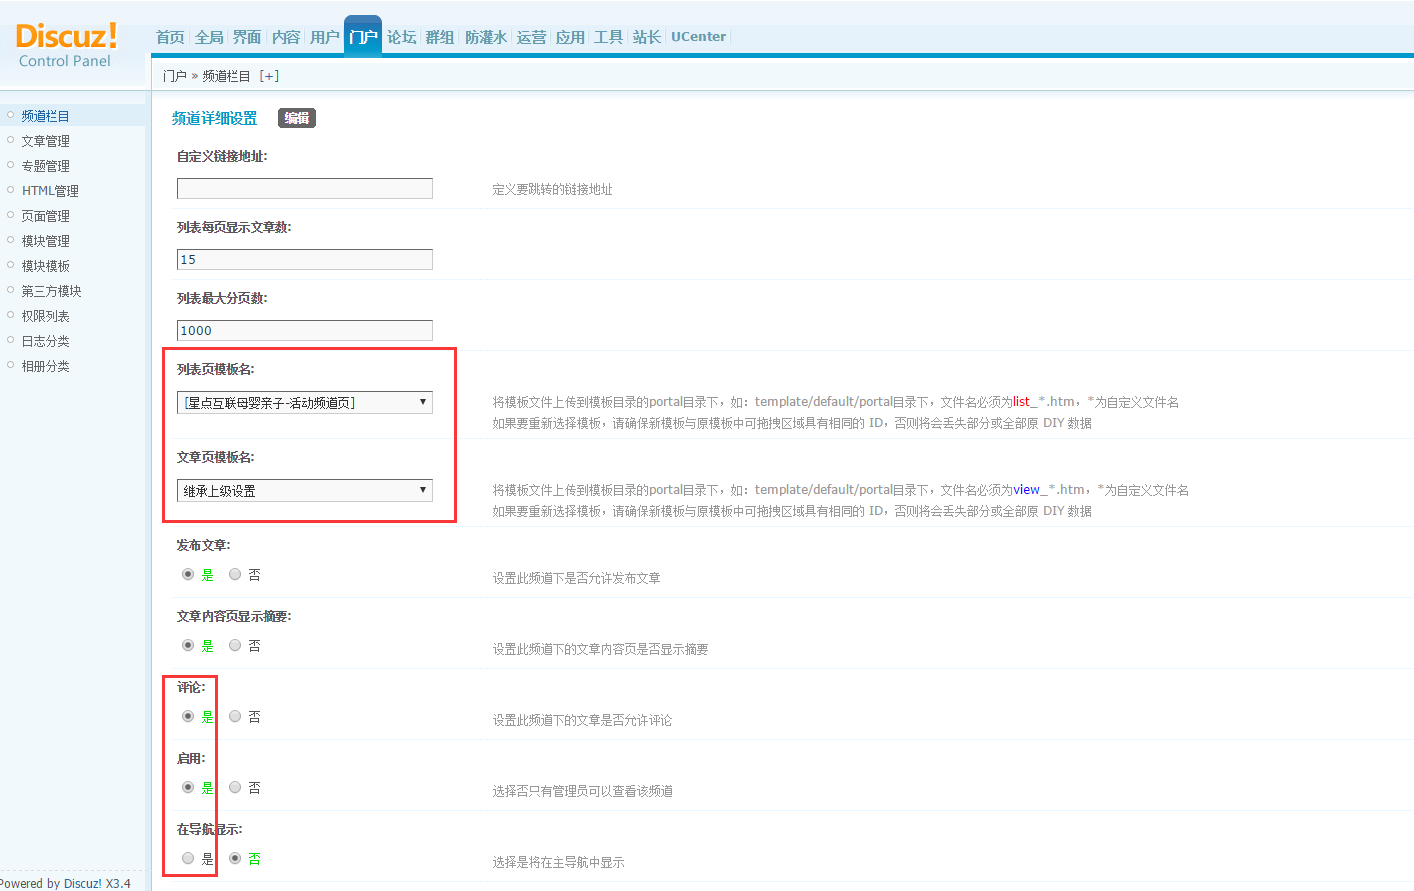 Discuz!
Control Panel
首页 全局 界面 内容 用户 门户 论坛 群组 防灌水 运营 应用 工具 站长 UCenter
门户 » 频道栏目 [+]
频道栏目
文章管理
专题管理
HTML管理
页面管理
模块管理
模块模板
第三方模块
权限列表
日志分类
相册分类
频道详细设置 编辑
自定义链接地址:
定义要跳转的链接地址
列表每页显示文章数:
15
列表最大分页数:
1000
列表页模板名:
[星点互联母婴亲子-活动频道页]
将模板文件上传到模板目录的portal目录下，如：template/default/portal目录下，文件名必须为list_*.htm，*为自定义文件名
如果要重新选择模板，请确保新模板与原模板中可拖拽区域具有相同的 ID，否则将会丢失部分或全部原 DIY 数据
文章页模板名:
继承上级设置
将模板文件上传到模板目录的portal目录下，如：template/default/portal目录下，文件名必须为view_*.htm，*为自定义文件名
如果要重新选择模板，请确保新模板与原模板中可拖拽区域具有相同的 ID，否则将会丢失部分或全部原 DIY 数据
发布文章:
是 否
设置此频道下是否允许发布文章
文章内容页显示摘要:
是 否
设置此频道下的文章内容页是否显示摘要
评论:
是 否
设置此频道下的文章是否允许评论
启用:
是 否
选择否只有管理员可以查看该频道
在导航显示:
是 否
选择是将在主导航中显示
Powered by Discuz! X3.4